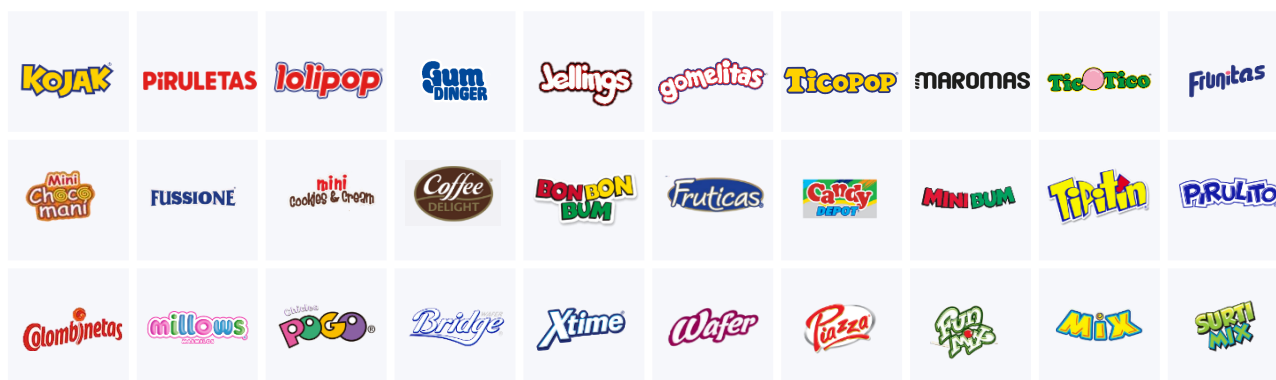 KOJAK
PIRULETAS
lolipop
Gum
DINGER
Jellings
gomelitas
TICOPOP
MAROMAS
TIC TICO
Frunitas
Mini
Choco
mani
FUSSIONE
mini
cookies & cream
Coffee
DELIGHT
BON BON
BUM
Fruticas
Candy
DEPOT
MINI BUM
TIPITIN
PIRULITO
Colombinetas
millows
Chicles
POGO
Bridge
Xtime
Wafer
Piazza
FUN
MIX
MIX
SURTI
MIX